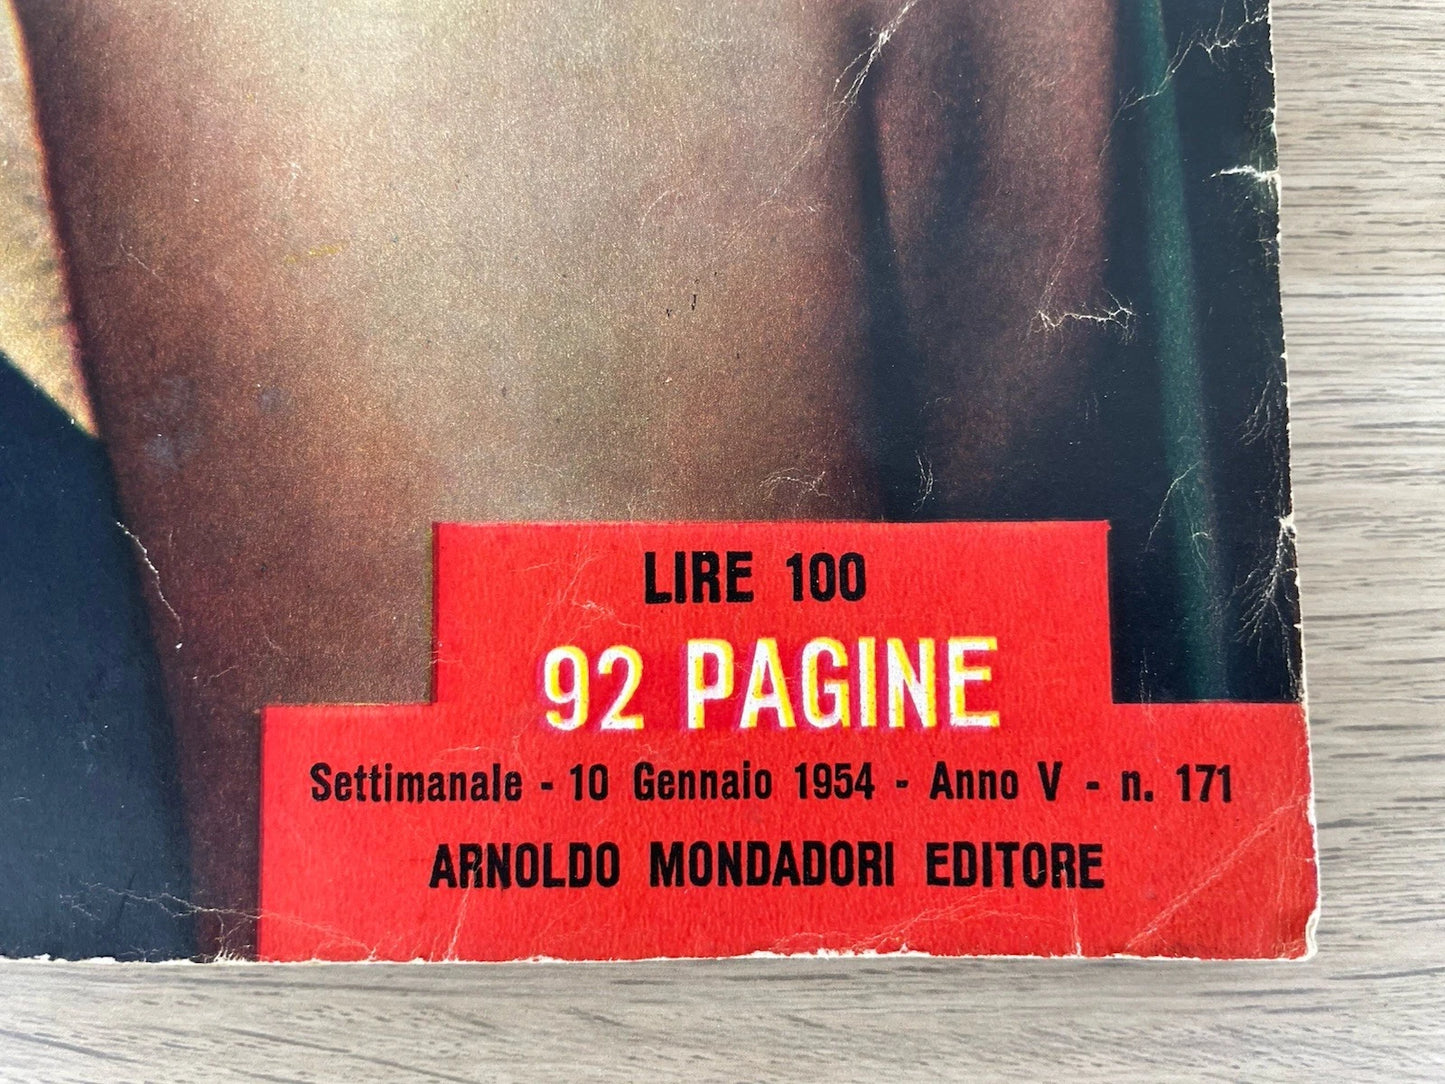 LIRE 100
92 PAGINE
Settimanale - 10 Gennaio 1954 - Anno V - n. 171
ARNOLDO MONDADORI EDITORE